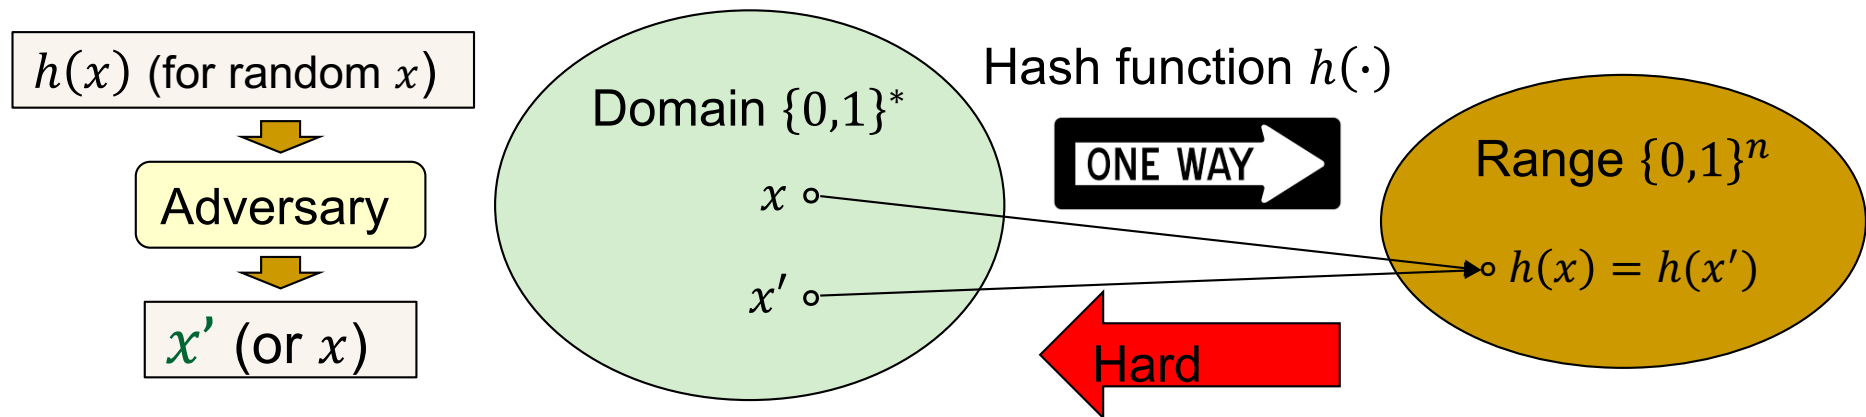 h(x) (for random x)
Adversary
x’ (or x)
Domain {0,1}*
x
x′
Hash function h(·)
ONE WAY
Hard
Range {0,1}ⁿ
h(x) = h(x′)